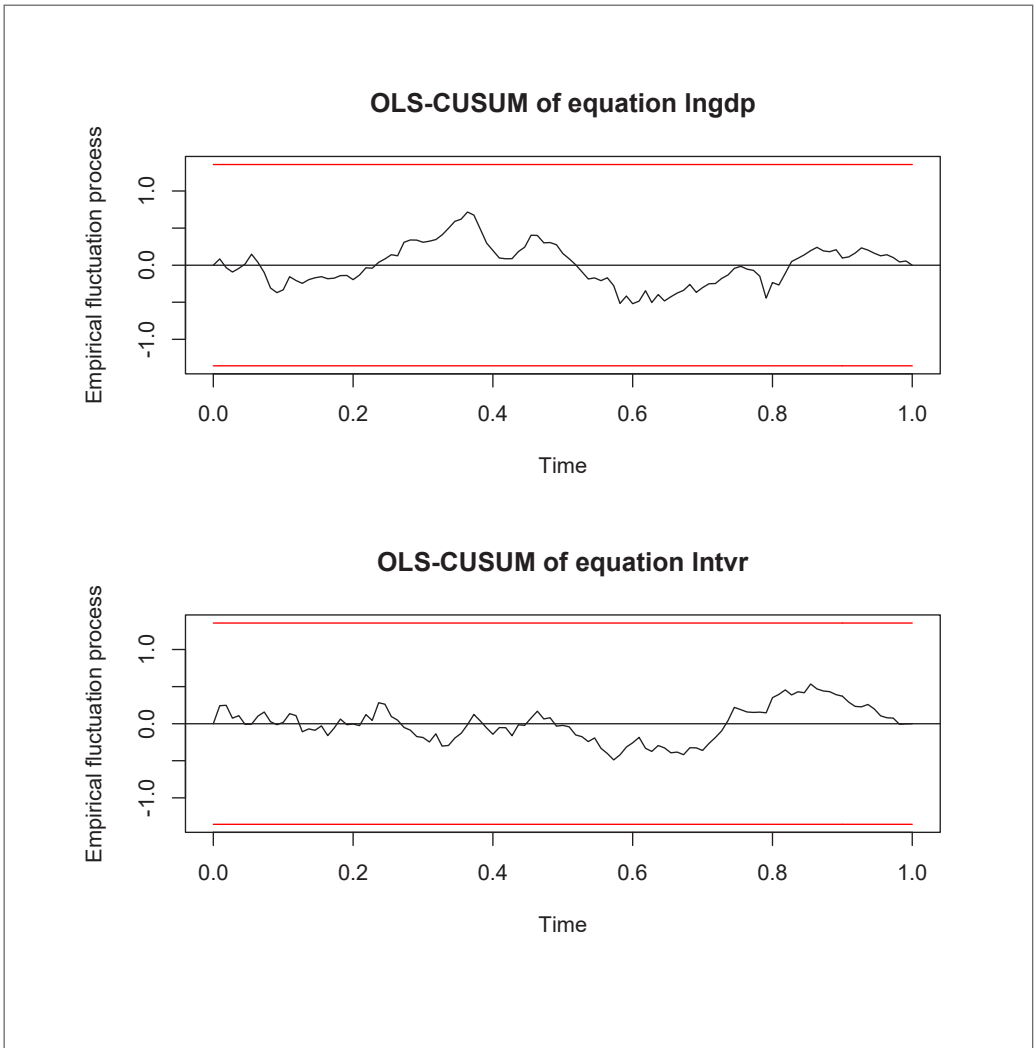 OLS-CUSUM of equation lngdp
Empirical fluctuation process
1.0
0.0
-1.0
0.0 0.2 0.4 0.6 0.8 1.0
Time
OLS-CUSUM of equation lntvr
Empirical fluctuation process
1.0
0.0
-1.0
0.0 0.2 0.4 0.6 0.8 1.0
Time